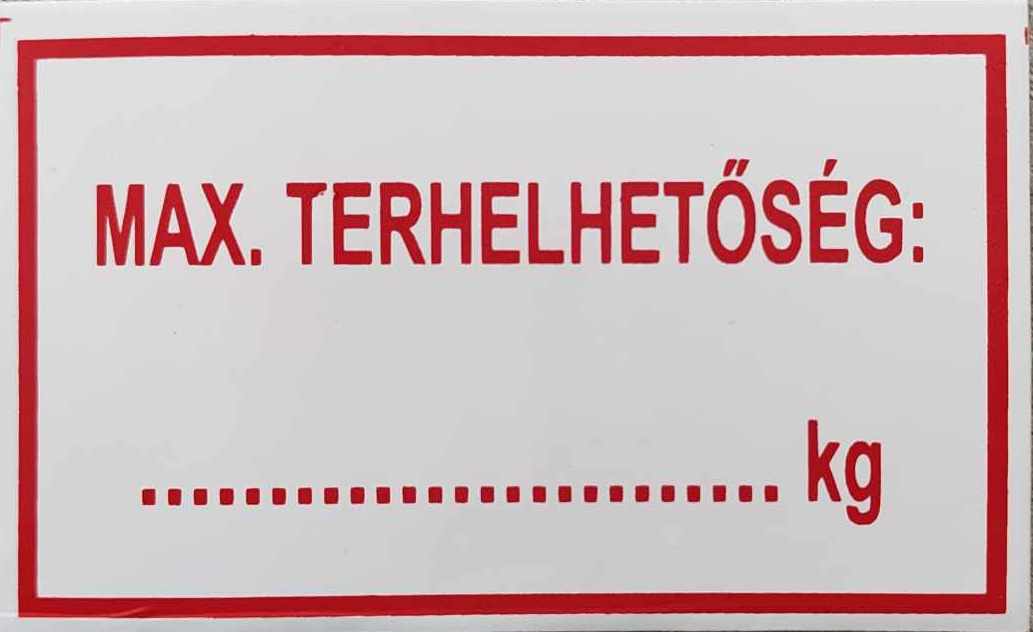 MAX. TERHELHETŐSÉG:
......................... kg